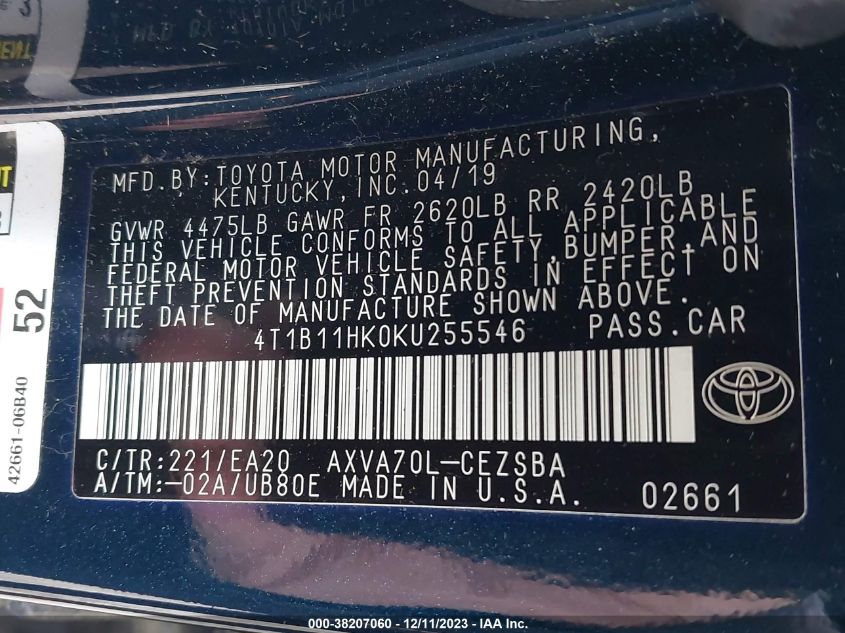 MFD.BY:TOYOTA MOTOR MANUFACTURING,
KENTUCKY,INC.04/19
GVWR 4475LB GAWR FR 2620LB RR 2420LB
THIS VEHICLE CONFORMS TO ALL APPLICABLE
FEDERAL MOTOR VEHICLE SAFETY,BUMPER,AND
THEFT PREVENTION STANDARDS IN EFFECT ON
THE DATE OF MANUFACTURE SHOWN ABOVE.
4T1B11HK0KU255546 PASS.CAR
C/TR:221/EA20 AXVA70L-CEZSBA
A/TM:-02A/UB80E MADE IN U.S.A. 02661
52
42661-06B40
000-38207060 - 12/11/2023 - IAA Inc.